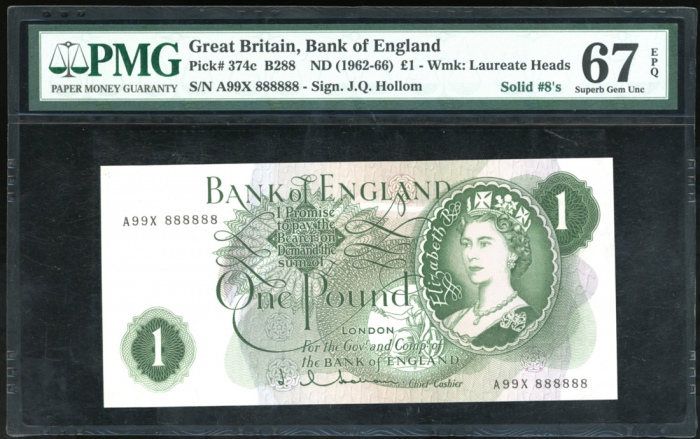 PMG
PAPER MONEY GUARANTY
Great Britain, Bank of England
Pick# 374c B288 ND (1962-66) £1 - Wmk: Laureate Heads
S/N A99X 888888 - Sign. J.Q. Hollom
Solid #8's
67
EPQ
Superb Gem Unc
BANK of ENGLAND
A99X 888888
I Promise
to pay the
Bearer on
Demand the
sum of
One Pound
LONDON
For the Govr. and Compa. of
the BANK of ENGLAND
Chief Cashier
Elizabeth R
1
1
A99X 888888